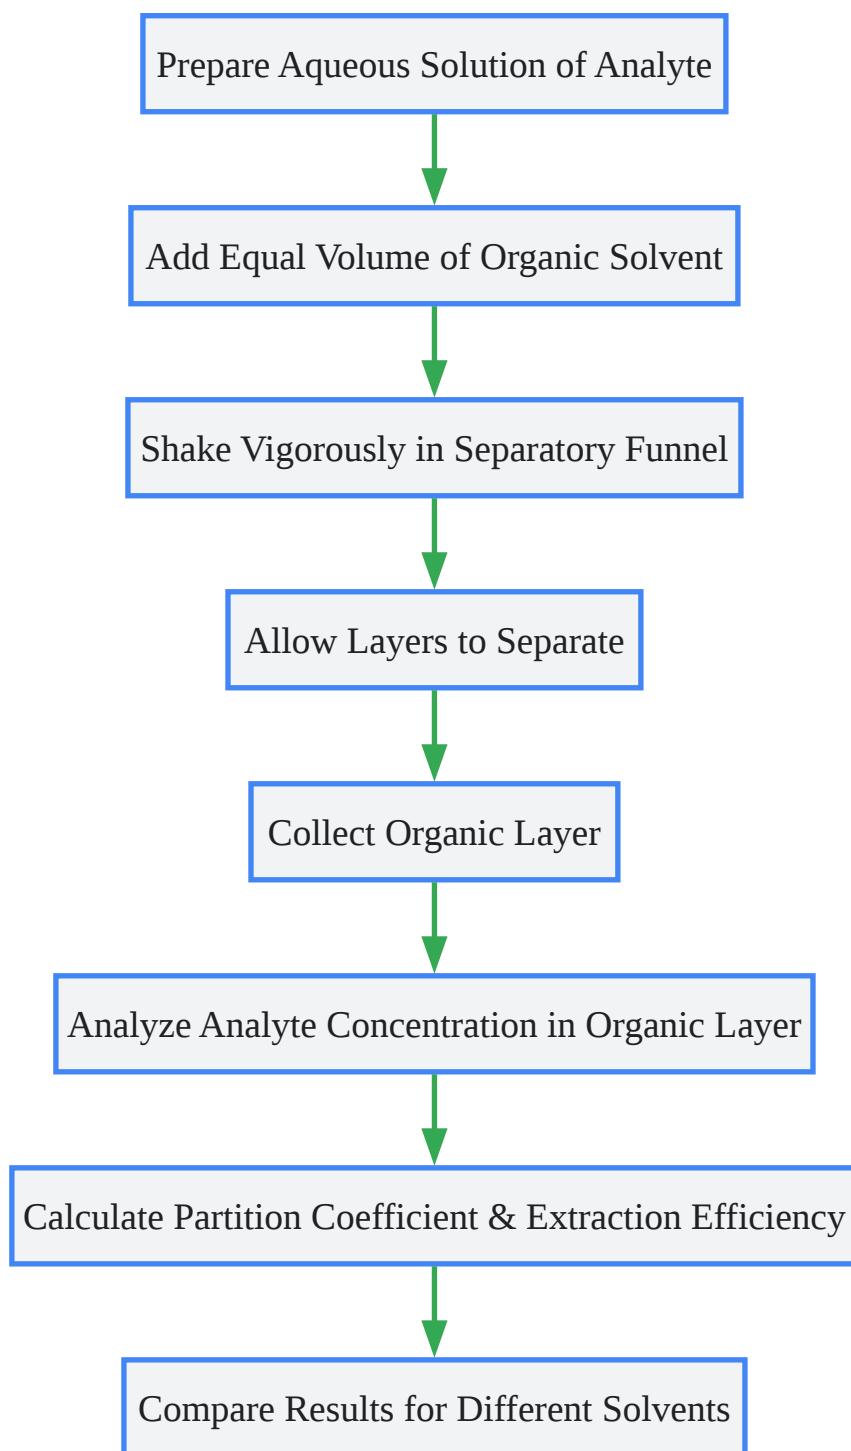 Prepare Aqueous Solution of Analyte
Add Equal Volume of Organic Solvent
Shake Vigorously in Separatory Funnel
Allow Layers to Separate
Collect Organic Layer
Analyze Analyte Concentration in Organic Layer
Calculate Partition Coefficient & Extraction Efficiency
Compare Results for Different Solvents